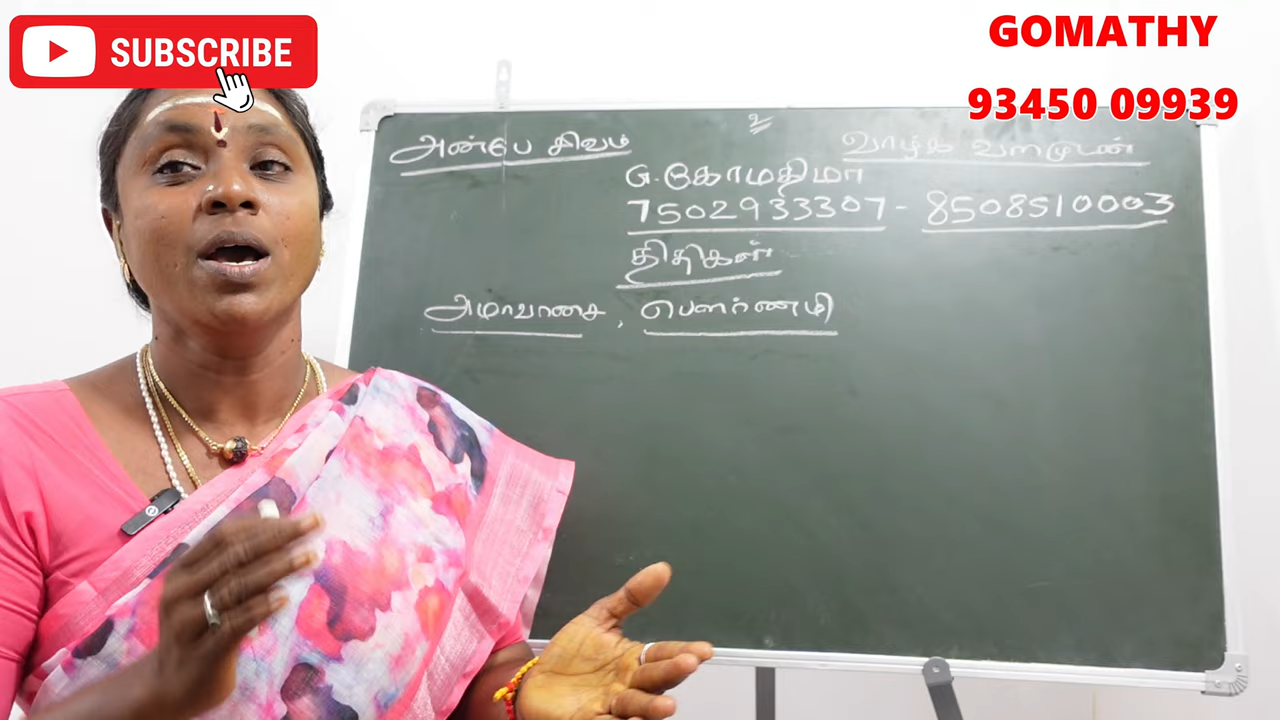 SUBSCRIBE
GOMATHY
93450 09939
உ
அன்பே சிவம்
வாழ்க வளமுடன்
G. கோமதிமா
7502933307 - 8508510003
திதிகள்
அமாவாசை, பௌர்ணமி